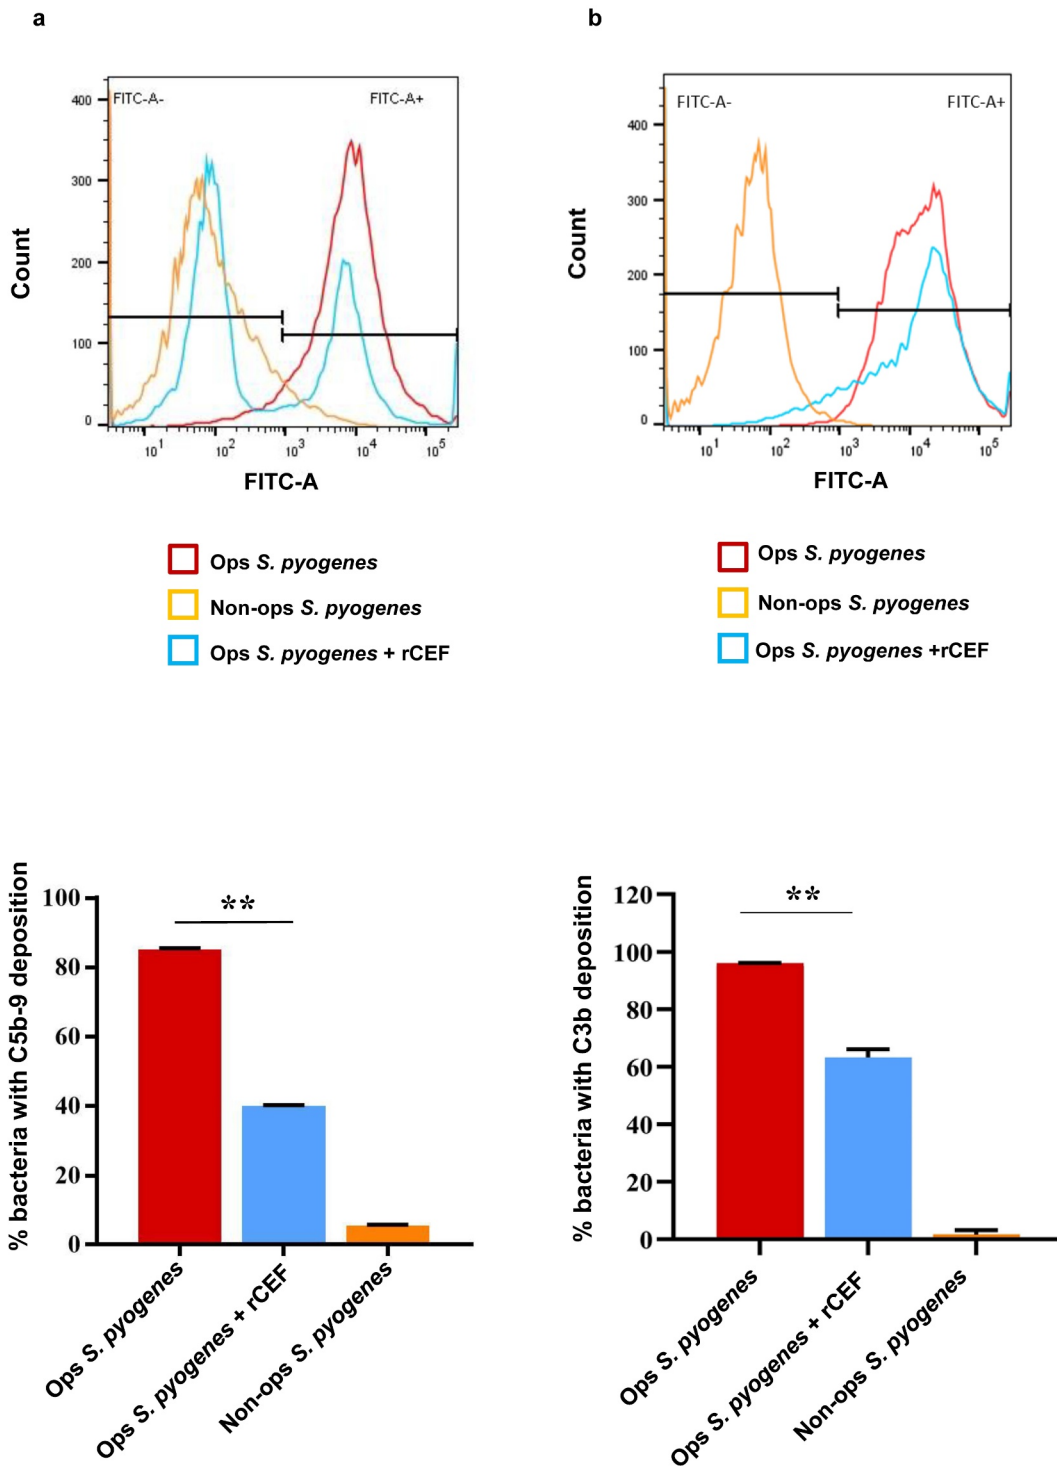 a
b
FITC-A-
FITC-A+
400
300
200
100
0
Count
10^1
10^2
10^3
10^4
10^5
FITC-A
FITC-A-
FITC-A+
400
300
200
100
0
Count
10^1
10^2
10^3
10^4
10^5
FITC-A
Ops S. pyogenes
Non-ops S. pyogenes
Ops S. pyogenes + rCEF
Ops S. pyogenes
Non-ops S. pyogenes
Ops S. pyogenes +rCEF
% bacteria with C5b-9 deposition
100
80
60
40
20
0
**
Ops S. pyogenes
Ops S. pyogenes + rCEF
Non-ops S. pyogenes
% bacteria with C3b deposition
120
100
80
60
40
20
0
**
Ops S. pyogenes
Ops S. pyogenes + rCEF
Non-ops S. pyogenes